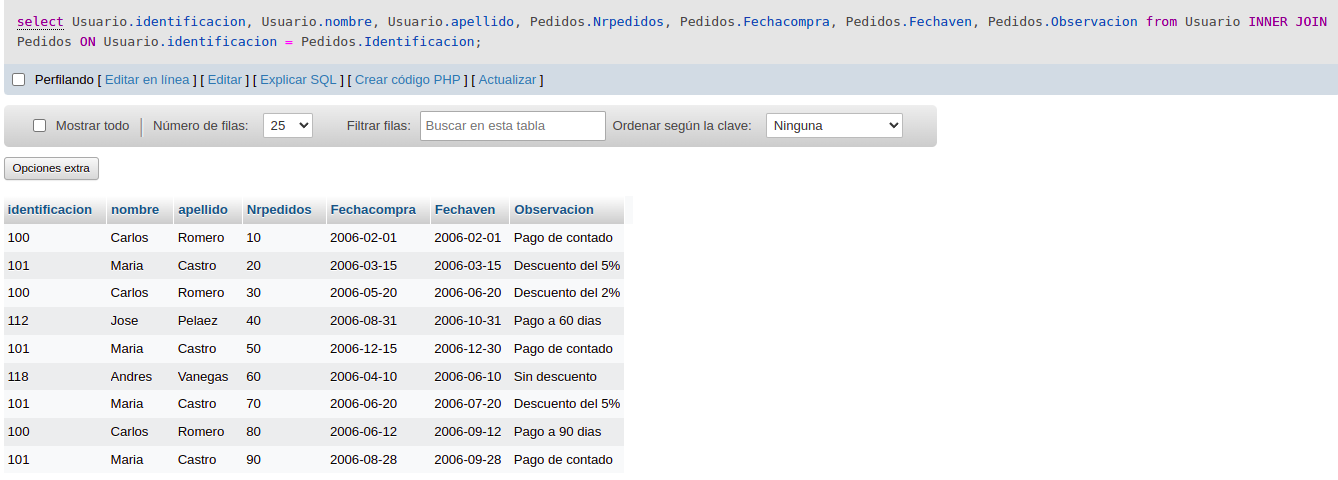 select Usuario.identificacion, Usuario.nombre, Usuario.apellido, Pedidos.Nrpedidos, Pedidos.Fechacompra, Pedidos.Fechaven, Pedidos.Observacion from Usuario INNER JOIN
Pedidos ON Usuario.identificacion = Pedidos.Identificacion;
Perfilando [ Editar en línea ] [ Editar ] [ Explicar SQL ] [ Crear código PHP ] [ Actualizar ]
Mostrar todo | Número de filas: 25 Filtrar filas: Buscar en esta tabla Ordenar según la clave: Ninguna
Opciones extra
identificacion nombre apellido Nrpedidos Fechacompra Fechaven Observacion
100 Carlos Romero 10 2006-02-01 2006-02-01 Pago de contado
101 Maria Castro 20 2006-03-15 2006-03-15 Descuento del 5%
100 Carlos Romero 30 2006-05-20 2006-06-20 Descuento del 2%
112 Jose Pelaez 40 2006-08-31 2006-10-31 Pago a 60 dias
101 Maria Castro 50 2006-12-15 2006-12-30 Pago de contado
118 Andres Vanegas 60 2006-04-10 2006-06-10 Sin descuento
101 Maria Castro 70 2006-06-20 2006-07-20 Descuento del 5%
100 Carlos Romero 80 2006-06-12 2006-09-12 Pago a 90 dias
101 Maria Castro 90 2006-08-28 2006-09-28 Pago de contado